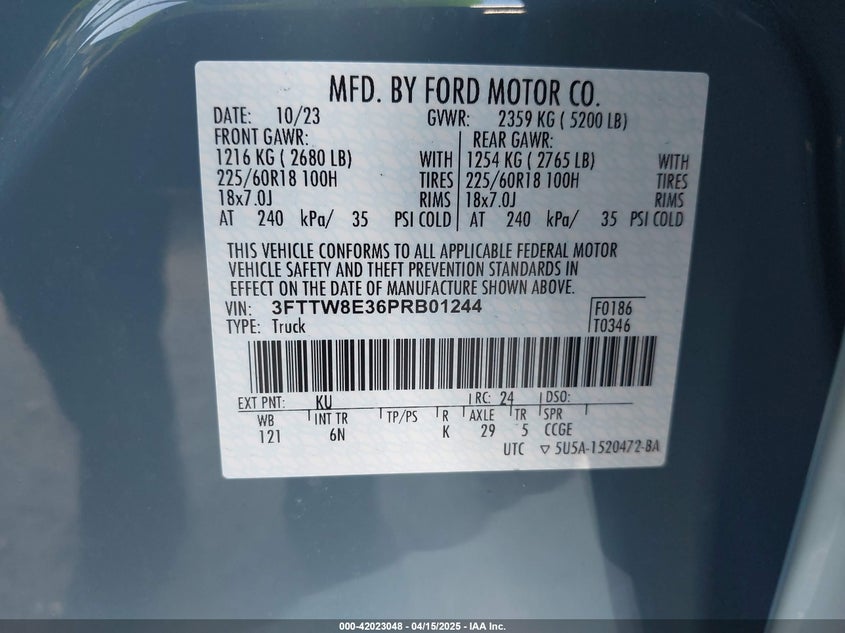 MFD. BY FORD MOTOR CO.
DATE: 10/23 GVWR: 2359 KG ( 5200 LB)
FRONT GAWR: REAR GAWR:
1216 KG ( 2680 LB) WITH 1254 KG ( 2765 LB) WITH
225/60R18 100H TIRES 225/60R18 100H TIRES
18x7.0J RIMS 18x7.0J RIMS
AT 240 kPa/ 35 PSI COLD AT 240 kPa/ 35 PSI COLD
THIS VEHICLE CONFORMS TO ALL APPLICABLE FEDERAL MOTOR
VEHICLE SAFETY AND THEFT PREVENTION STANDARDS IN
EFFECT ON THE DATE OF MANUFACTURE SHOWN ABOVE.
VIN: 3FTTW8E36PRB01244 F0186
TYPE: Truck T0346
EXT PNT: KU RC: 24 DSO:
WB INT TR TP/PS R AXLE TR SPR
121 6N K 29 5 CCGE
UTC ▽ 5U5A-1520472-BA
000-42023048 - 04/15/2025 - IAA Inc.